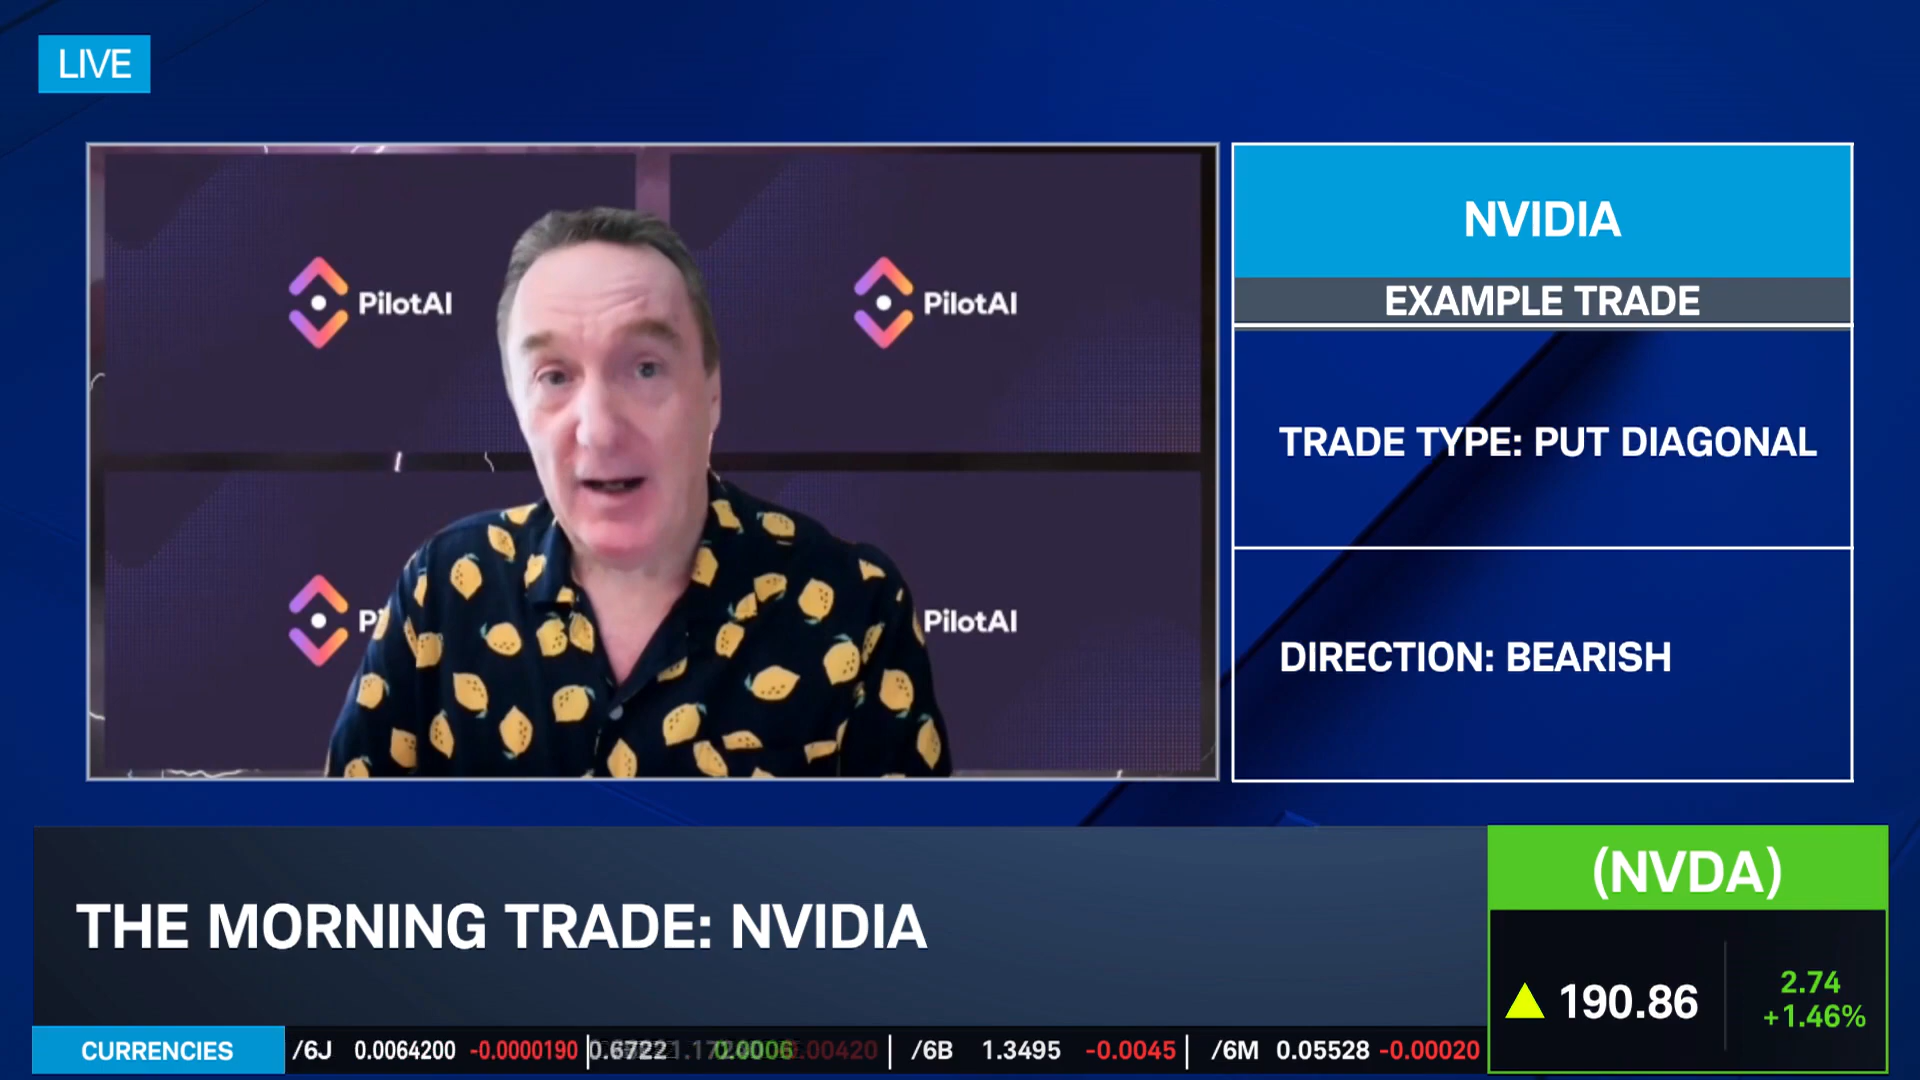 LIVE
PilotAI
PilotAI
PilotAI
NVIDIA
EXAMPLE TRADE
TRADE TYPE: PUT DIAGONAL
DIRECTION: BEARISH
THE MORNING TRADE: NVIDIA
(NVDA)
190.86
2.74
+1.46%
CURRENCIES
/6J 0.0064200 -0.0000190
/6B 1.3495 -0.0045
/6M 0.05528 -0.00020